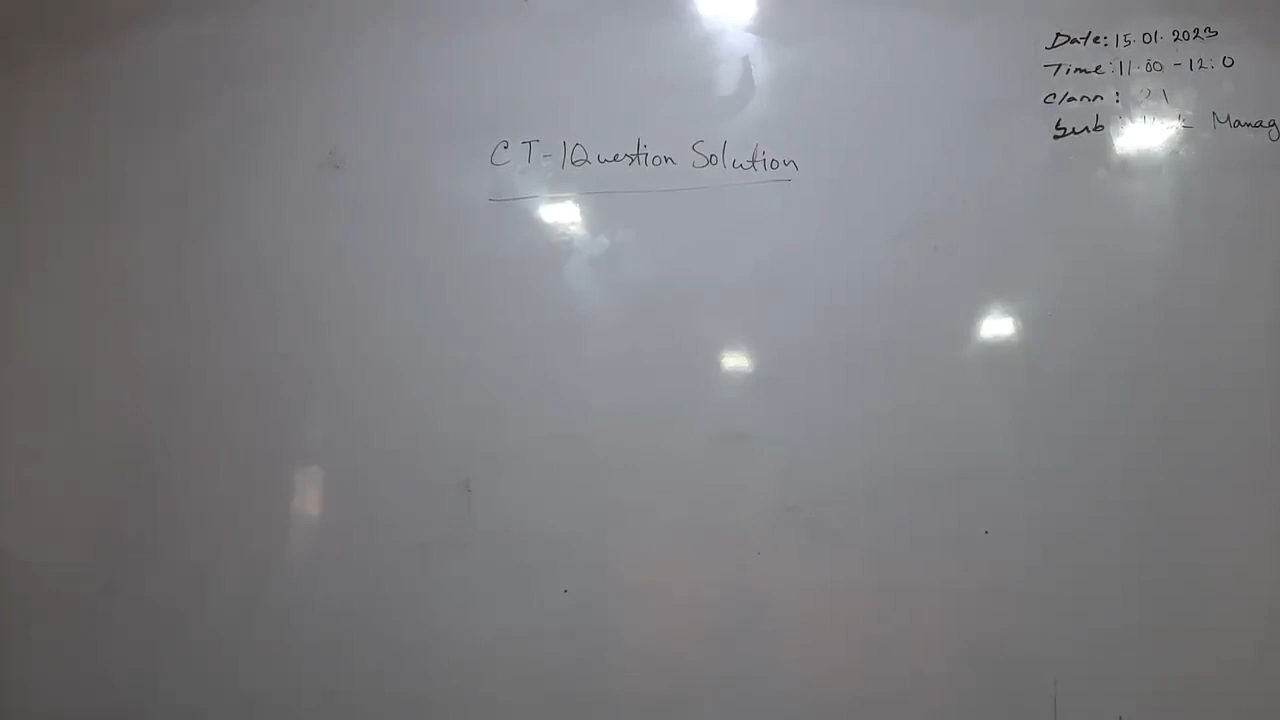 Date: 15.01.2023
Time: 11.00 - 12:0
Class: 21
Sub: Manag
CT-1 Question Solution